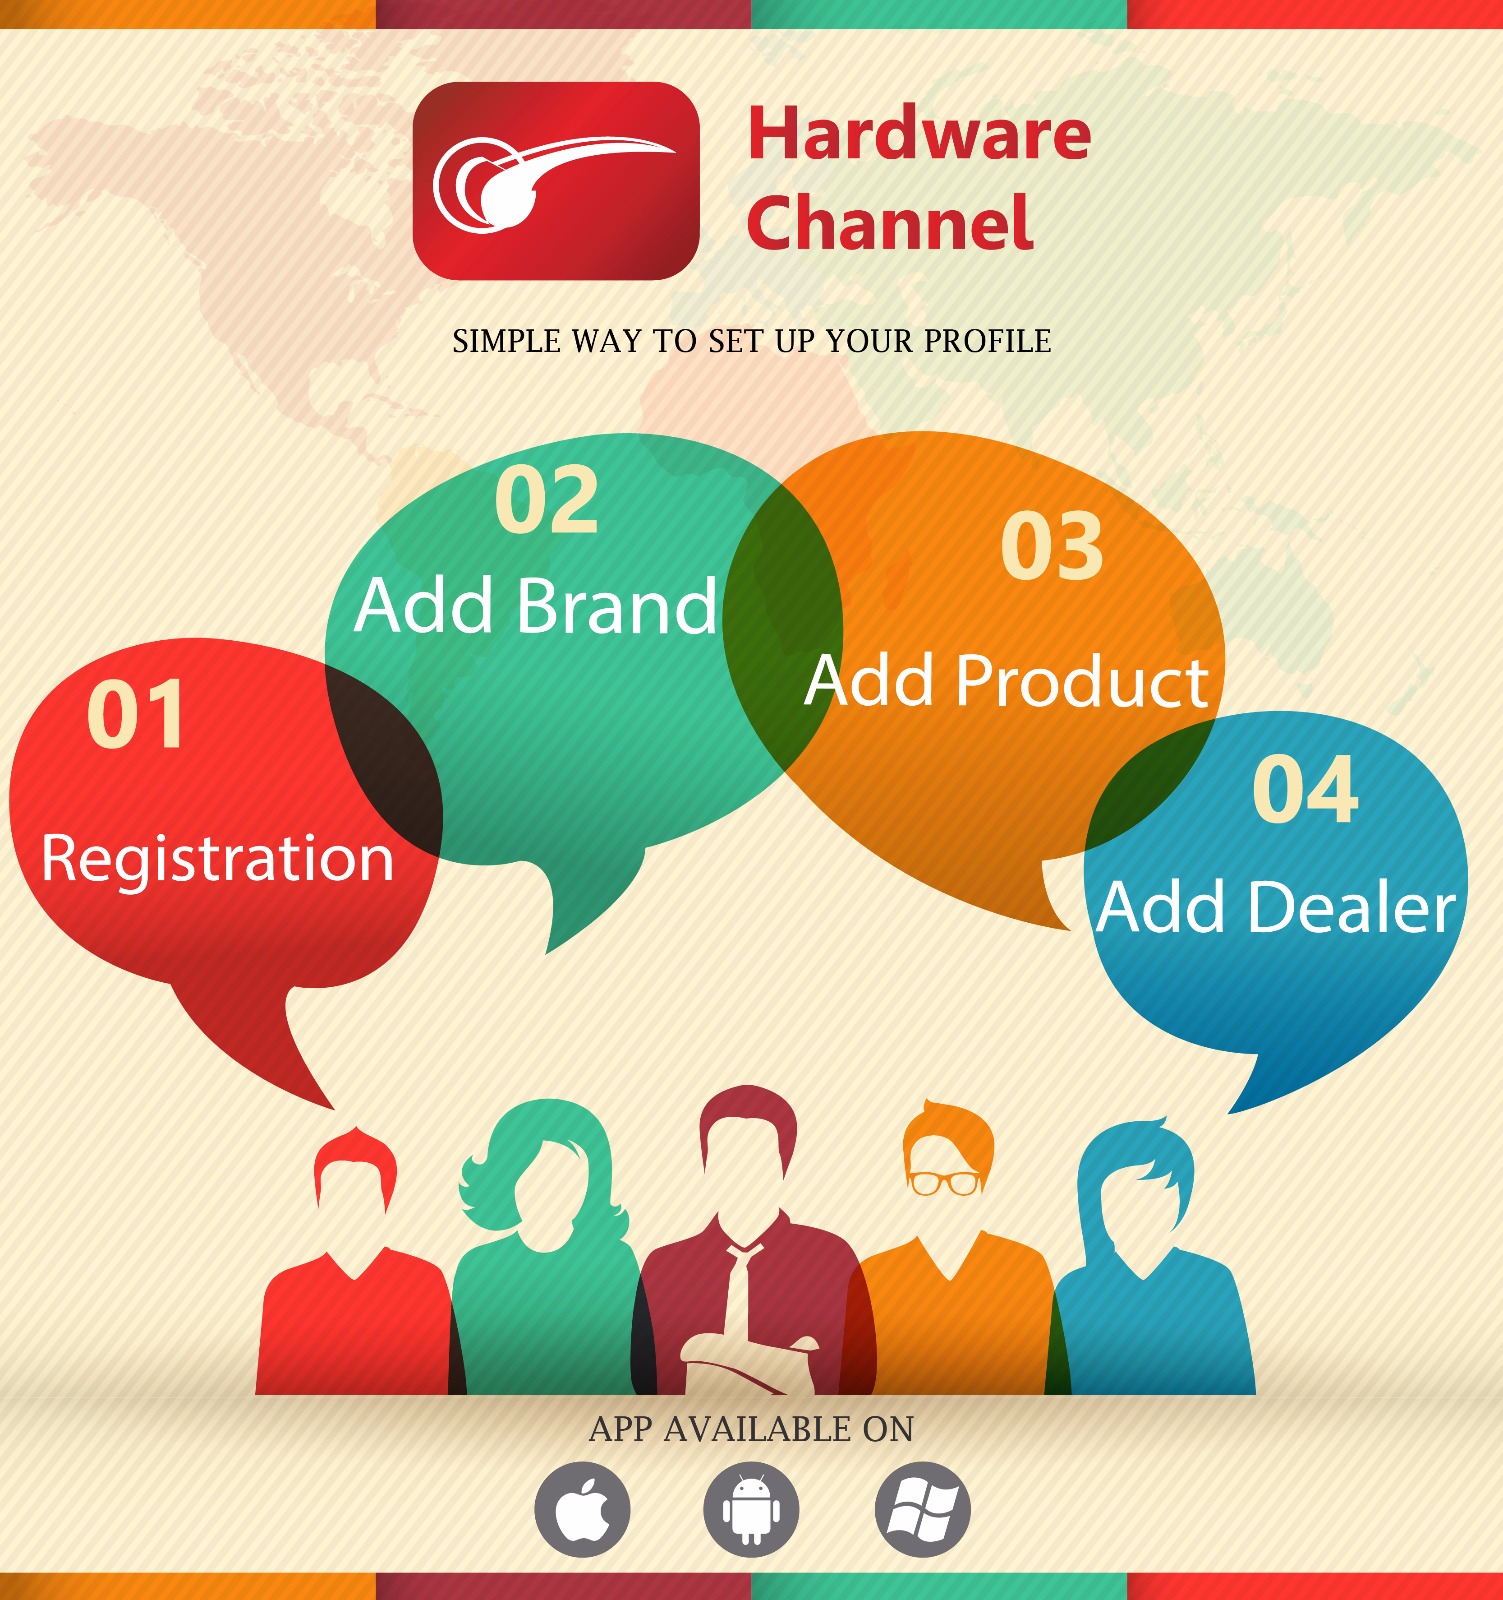 Hardware
Channel
SIMPLE WAY TO SET UP YOUR PROFILE
01
Registration
02
Add Brand
03
Add Product
04
Add Dealer
APP AVAILABLE ON